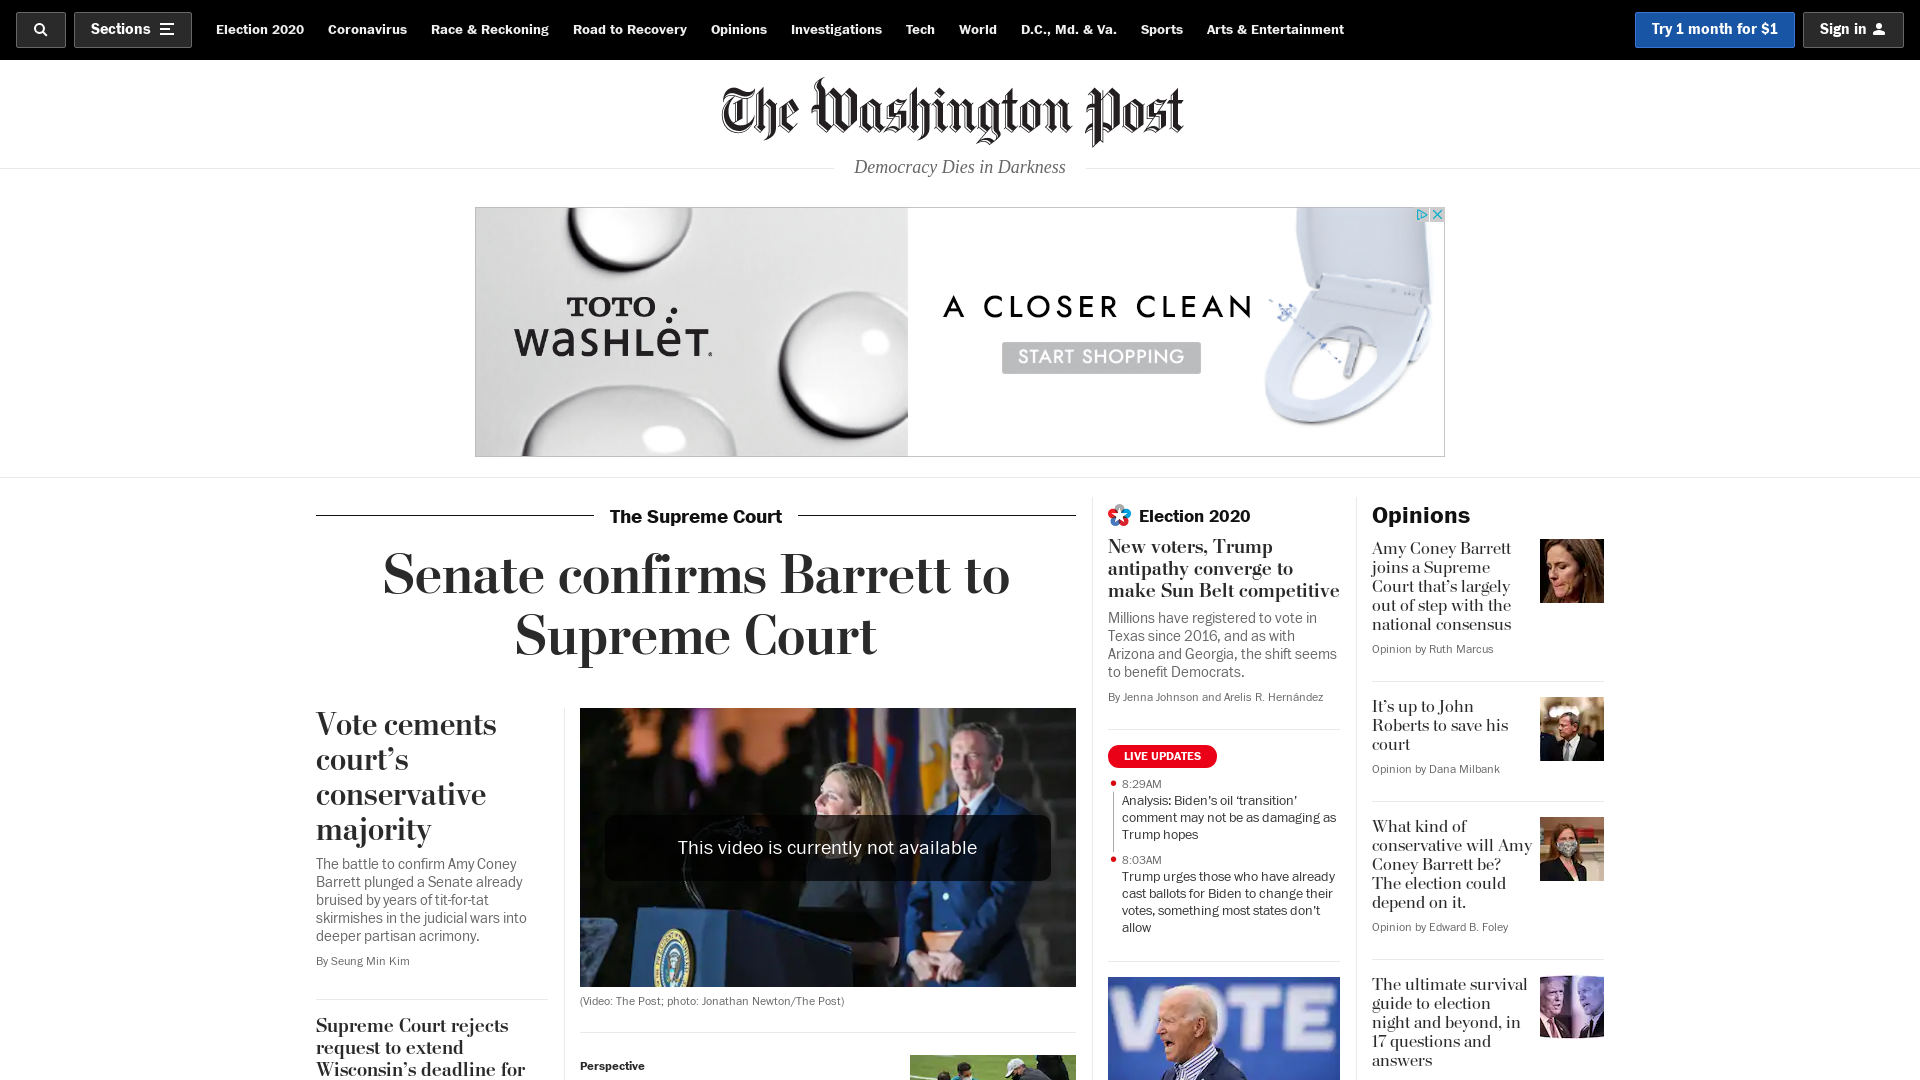 Sections
Election 2020
Coronavirus
Race & Reckoning
Road to Recovery
Opinions
Investigations
Tech
World
D.C., Md. & Va.
Sports
Arts & Entertainment
Try 1 month for $1
Sign in
The Washington Post
Democracy Dies in Darkness
TOTO
WASHLET
A CLOSER CLEAN
START SHOPPING
The Supreme Court
Senate confirms Barrett to
Supreme Court
Vote cements
court’s
conservative
majority
The battle to confirm Amy Coney
Barrett plunged a Senate already
bruised by years of tit-for-tat
skirmishes in the judicial wars into
deeper partisan acrimony.
By Seung Min Kim
Supreme Court rejects
request to extend
Wisconsin’s deadline for
This video is currently not available
(Video: The Post; photo: Jonathan Newton/The Post)
Perspective
Election 2020
New voters, Trump
antipathy converge to
make Sun Belt competitive
Millions have registered to vote in
Texas since 2016, and as with
Arizona and Georgia, the shift seems
to benefit Democrats.
By Jenna Johnson and Arelis R. Hernández
LIVE UPDATES
8:29AM
Analysis: Biden’s oil ‘transition’
comment may not be as damaging as
Trump hopes
8:03AM
Trump urges those who have already
cast ballots for Biden to change their
votes, something most states don’t
allow
VOTE
Opinions
Amy Coney Barrett
joins a Supreme
Court that’s largely
out of step with the
national consensus
Opinion by Ruth Marcus
It’s up to John
Roberts to save his
court
Opinion by Dana Milbank
What kind of
conservative will Amy
Coney Barrett be?
The election could
depend on it.
Opinion by Edward B. Foley
The ultimate survival
guide to election
night and beyond, in
17 questions and
answers